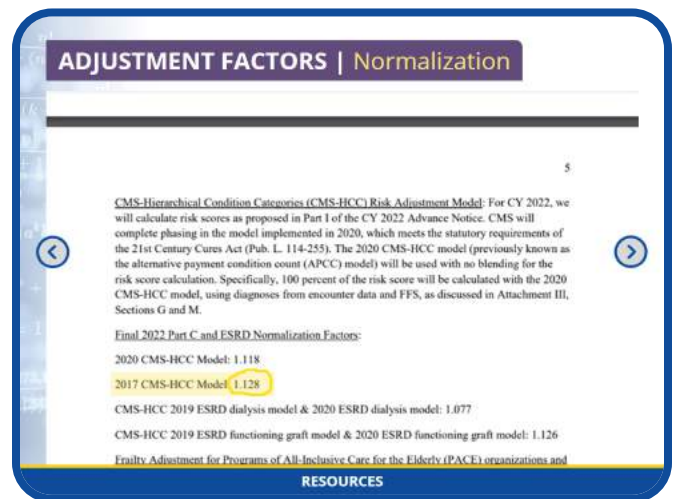 ADJUSTMENT FACTORS | Normalization
5
CMS-Hierarchical Condition Categories (CMS-HCC) Risk Adjustment Model: For CY 2022, we
will calculate risk scores as proposed in Part I of the CY 2022 Advance Notice. CMS will
complete phasing in the model implemented in 2020, which meets the statutory requirements of
the 21st Century Cures Act (Pub. L. 114-255). The 2020 CMS-HCC model (previously known as
the alternative payment condition count (APCC) model) will be used with no blending for the
risk score calculation. Specifically, 100 percent of the risk score will be calculated with the 2020
CMS-HCC model, using diagnoses from encounter data and FFS, as discussed in Attachment III,
Sections G and M.
Final 2022 Part C and ESRD Normalization Factors:
2020 CMS-HCC Model: 1.118
2017 CMS-HCC Model 1.128
CMS-HCC 2019 ESRD dialysis model & 2020 ESRD dialysis model: 1.077
CMS-HCC 2019 ESRD functioning graft model & 2020 ESRD functioning graft model: 1.126
Frailty Adjustment for Programs of All-Inclusive Care for the Elderly (PACE) organizations and
RESOURCES